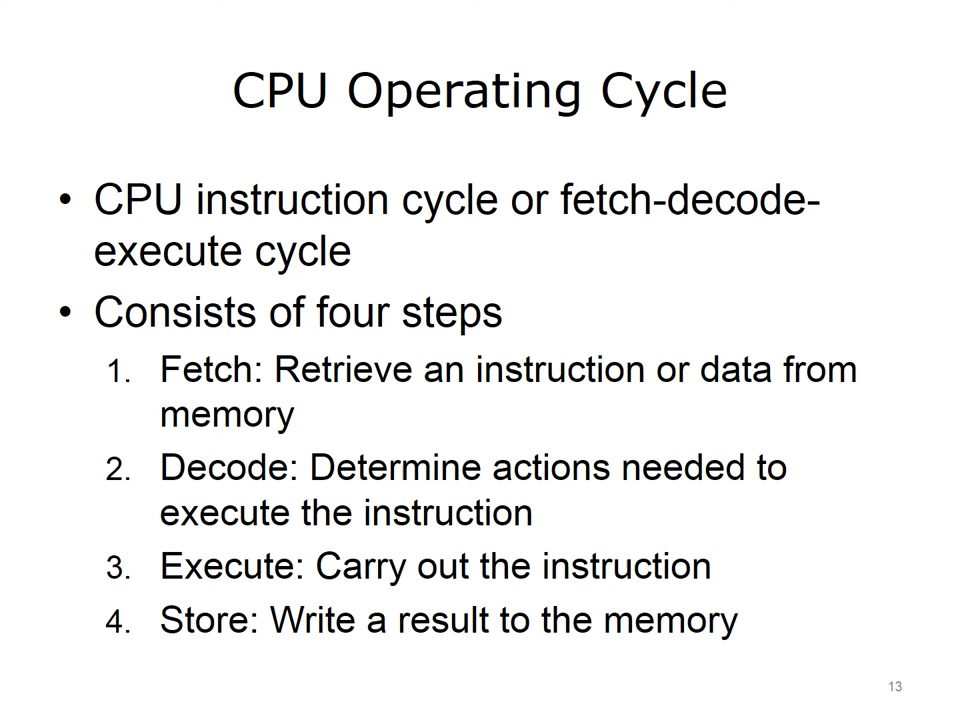 CPU Operating Cycle
• CPU instruction cycle or fetch-decode-
execute cycle
• Consists of four steps
1. Fetch: Retrieve an instruction or data from
memory
2. Decode: Determine actions needed to
execute the instruction
3. Execute: Carry out the instruction
4. Store: Write a result to the memory
13